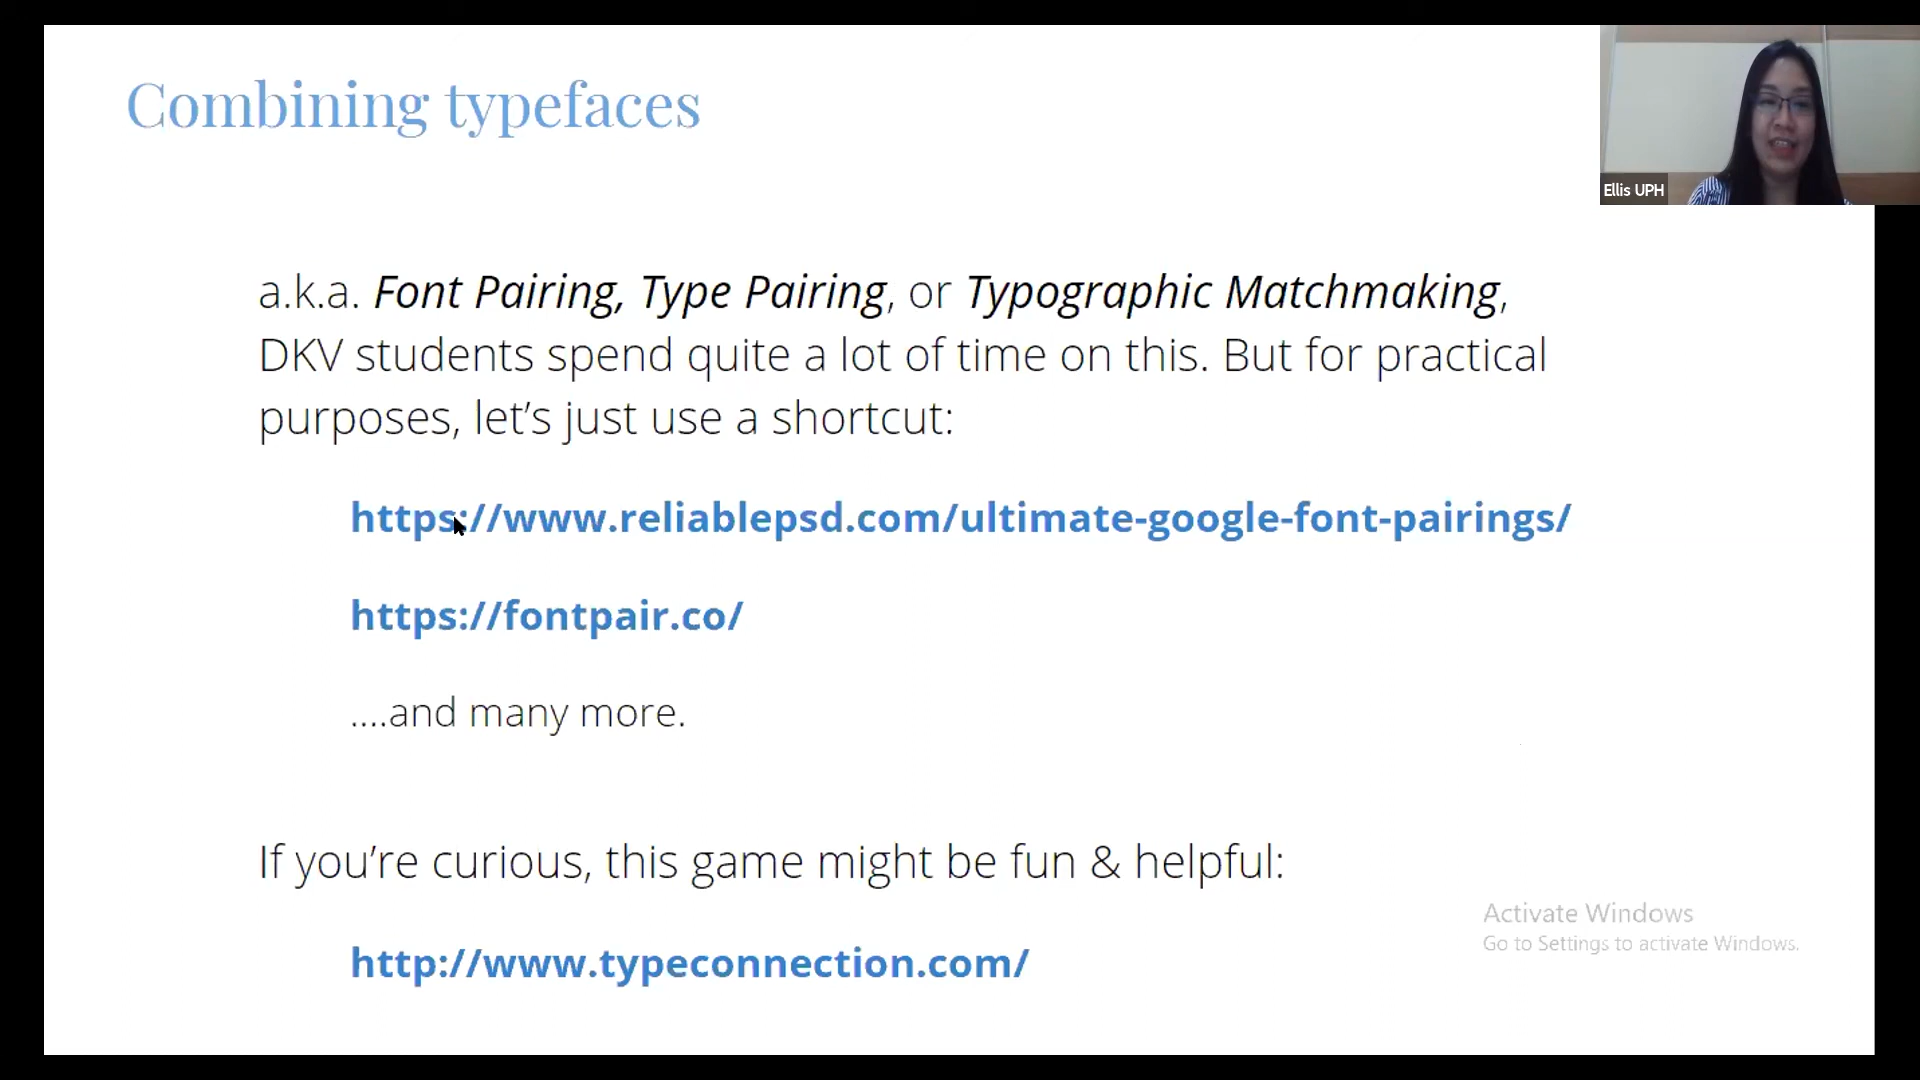 Combining typefaces
Ellis UPH
a.k.a. Font Pairing, Type Pairing, or Typographic Matchmaking,
DKV students spend quite a lot of time on this. But for practical
purposes, let’s just use a shortcut:
https://www.reliablepsd.com/ultimate-google-font-pairings/
https://fontpair.co/
....and many more.
If you’re curious, this game might be fun & helpful:
http://www.typeconnection.com/
Activate Windows
Go to Settings to activate Windows.